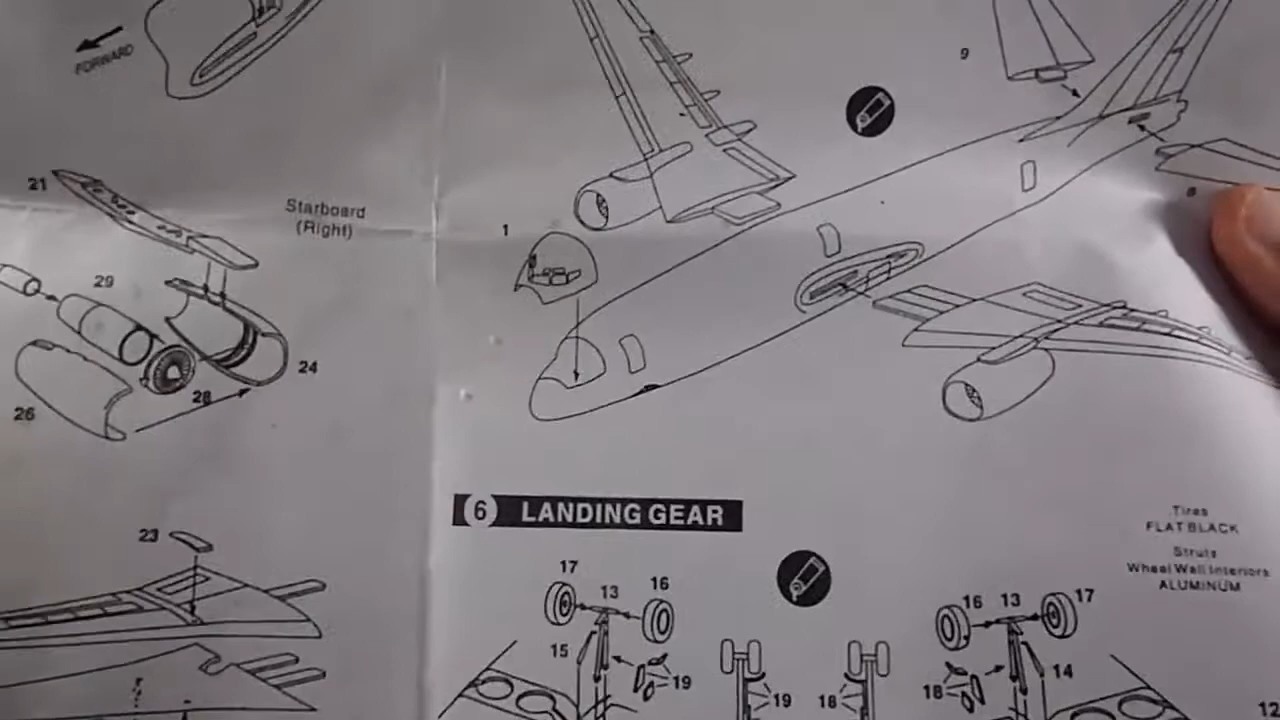 FORWARD
9
21
Starboard
(Right)
1
29
24
28
26
6 LANDING GEAR
Tires
FLAT BLACK
Struts
Wheel Well Interiors
ALUMINUM
23
17
13
16
16
13
17
15
19
19
18
18
14
12